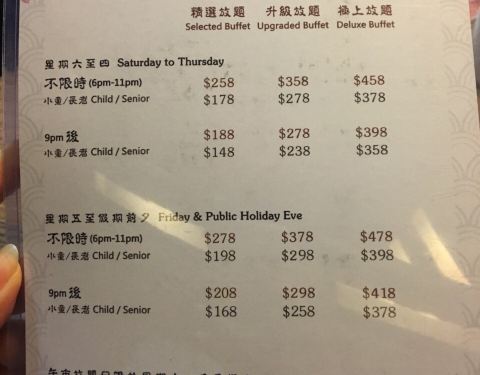 精選放題 升級放題 極上放題
Selected Buffet Upgraded Buffet Deluxe Buffet
星期六至四 Saturday to Thursday
不限時 (6pm-11pm) $258 $358 $458
小童/長者 Child / Senior $178 $278 $378
9pm 後 $188 $278 $398
小童/長者 Child / Senior $148 $238 $358
星期五至假期前夕 Friday & Public Holiday Eve
不限時 (6pm-11pm) $278 $378 $478
小童/長者 Child / Senior $198 $298 $398
9pm 後 $208 $298 $418
小童/長者 Child / Senior $168 $258 $378